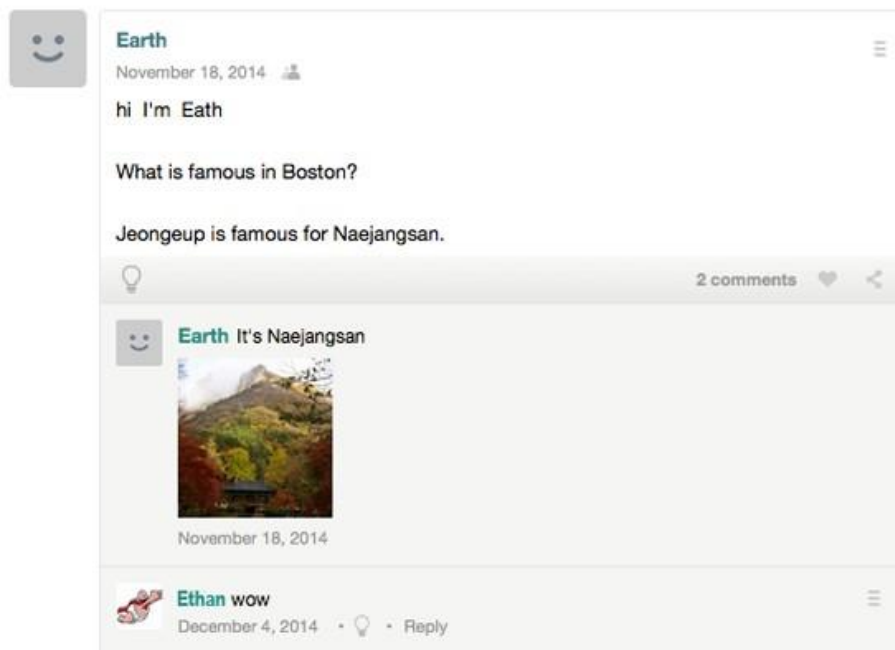 Earth
November 18, 2014
hi I'm Eath
What is famous in Boston?
Jeongeup is famous for Naejangsan.
2 comments
Earth It's Naejangsan
November 18, 2014
Ethan wow
December 4, 2014 · · Reply